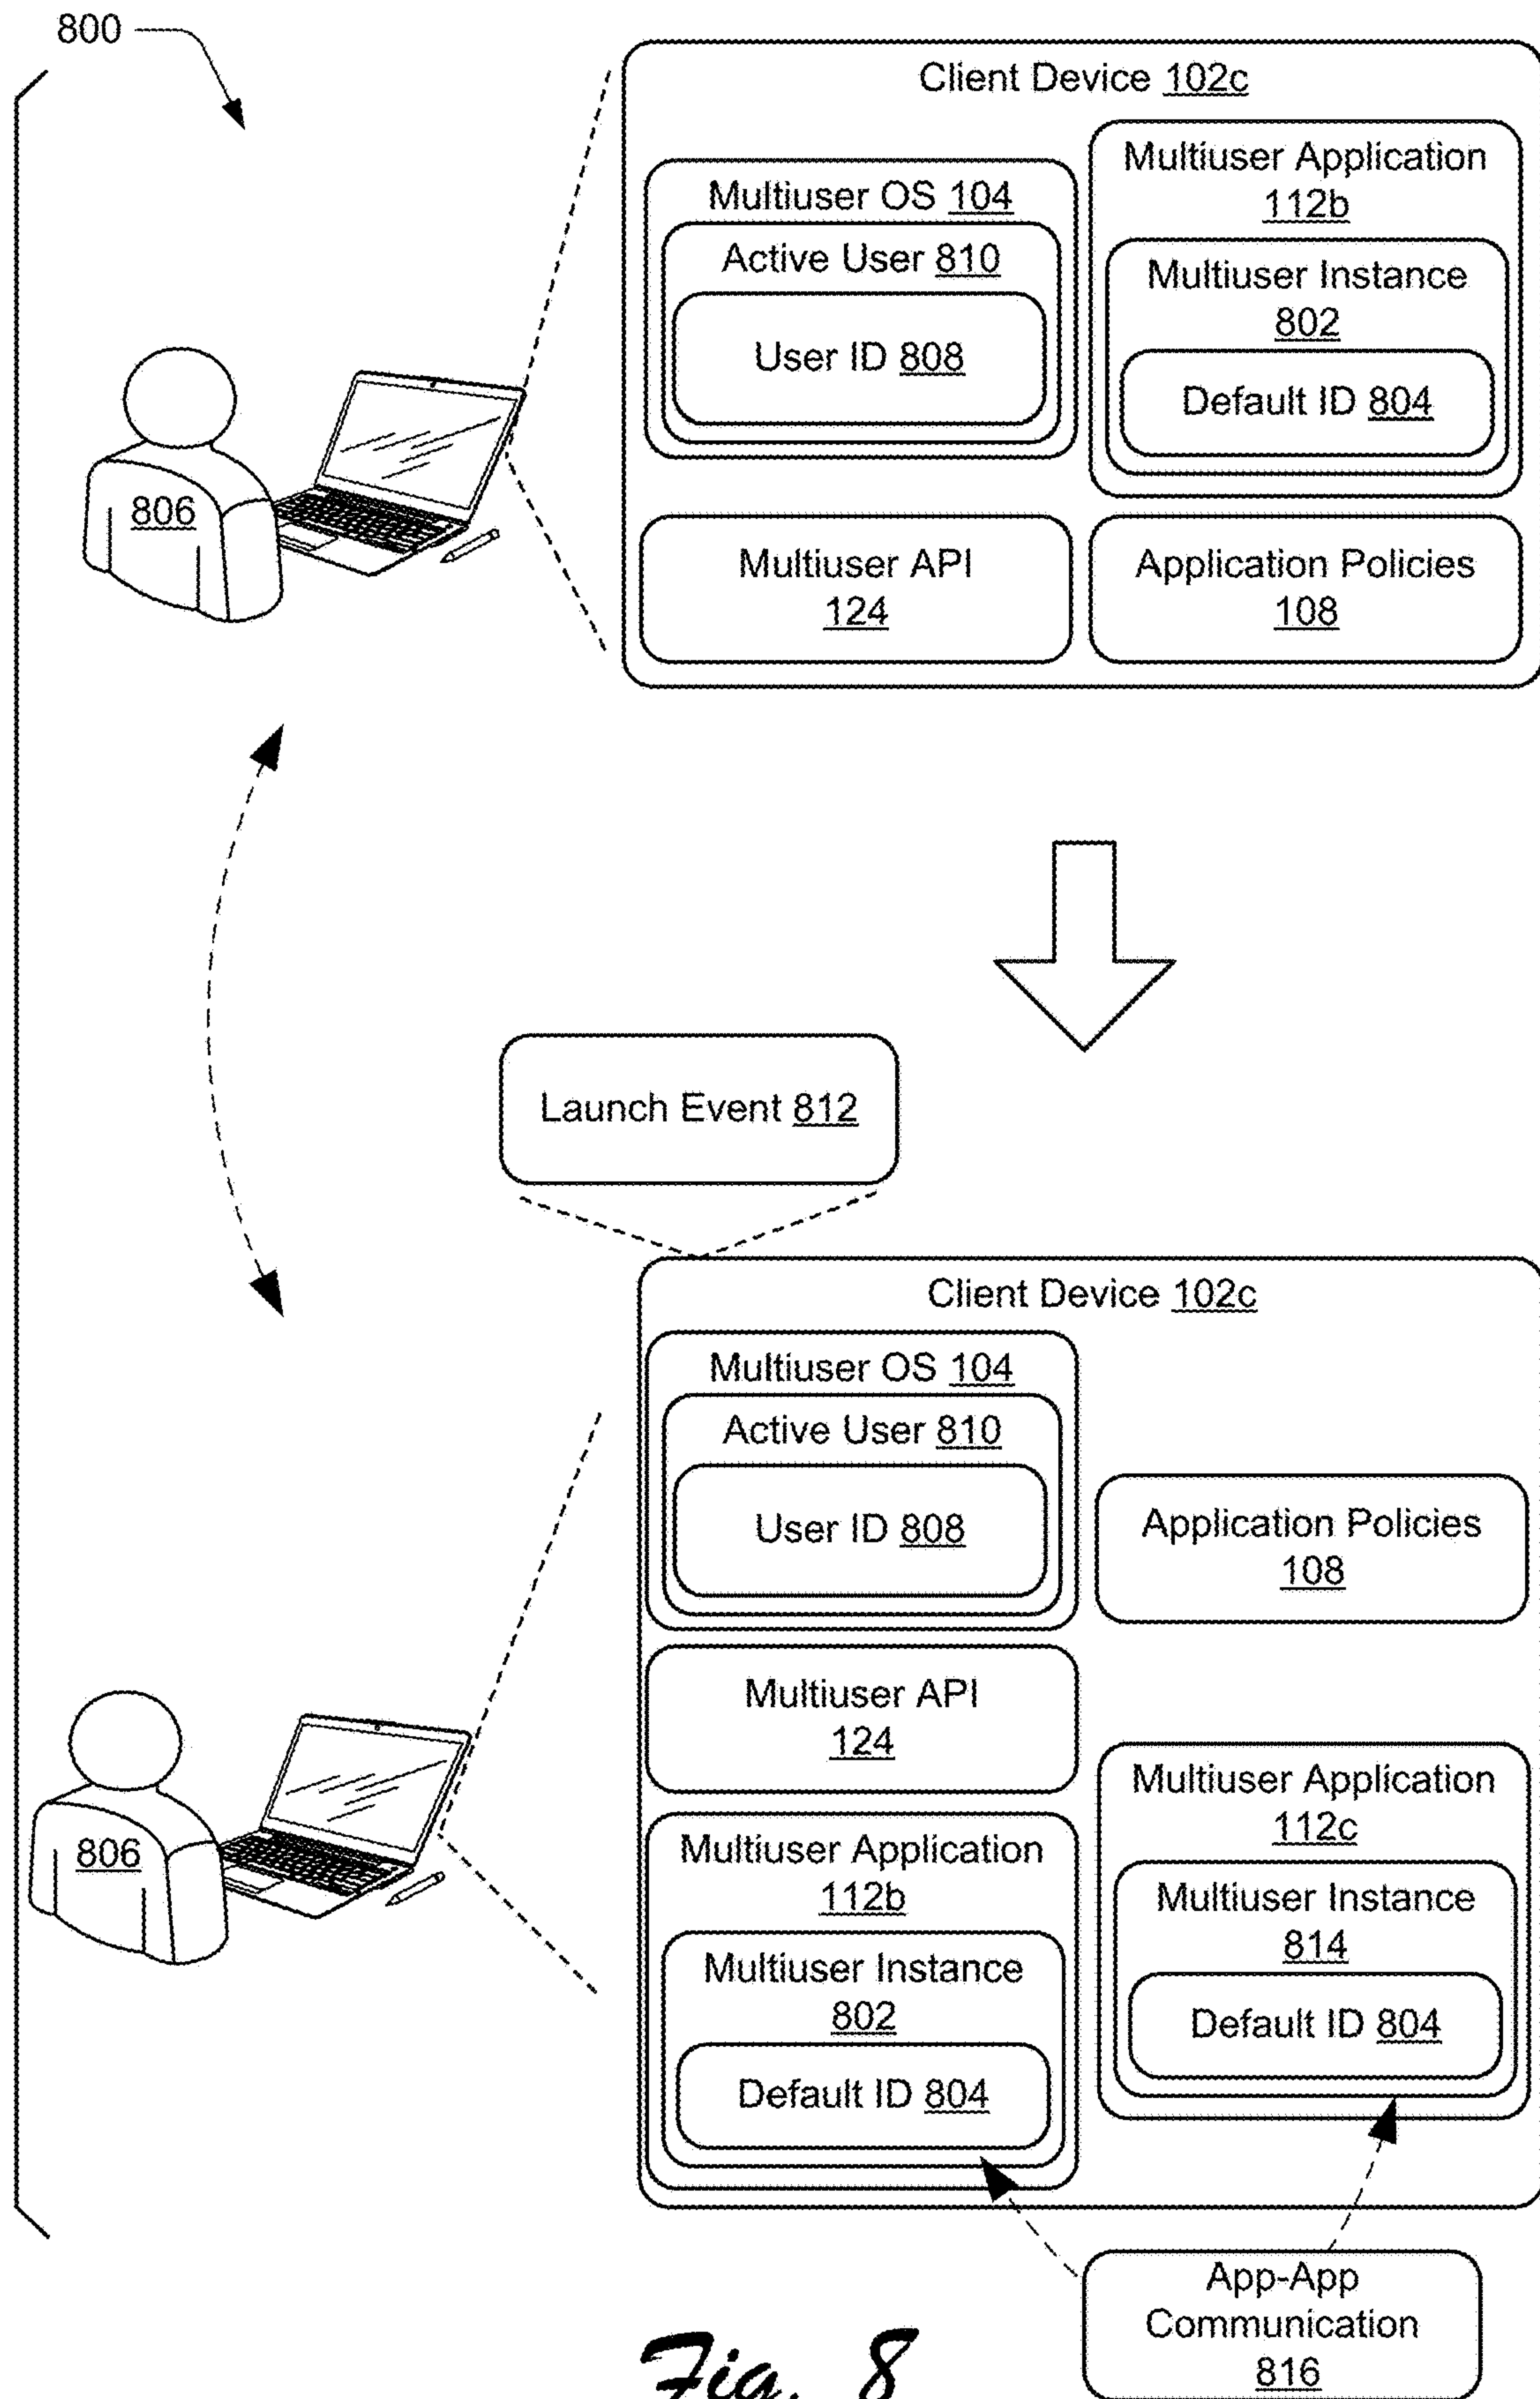 800
Client Device 102c
Multiuser OS 104
Active User 810
User ID 808
Multiuser Application
112b
Multiuser Instance
802
Default ID 804
806
Multiuser API
124
Application Policies
108
Launch Event 812
Client Device 102c
Multiuser OS 104
Active User 810
User ID 808
Application Policies
108
Multiuser API
124
806
Multiuser Application
112b
Multiuser Instance
802
Default ID 804
Multiuser Application
112c
Multiuser Instance
814
Default ID 804
App-App
Communication
816
Fig. 8